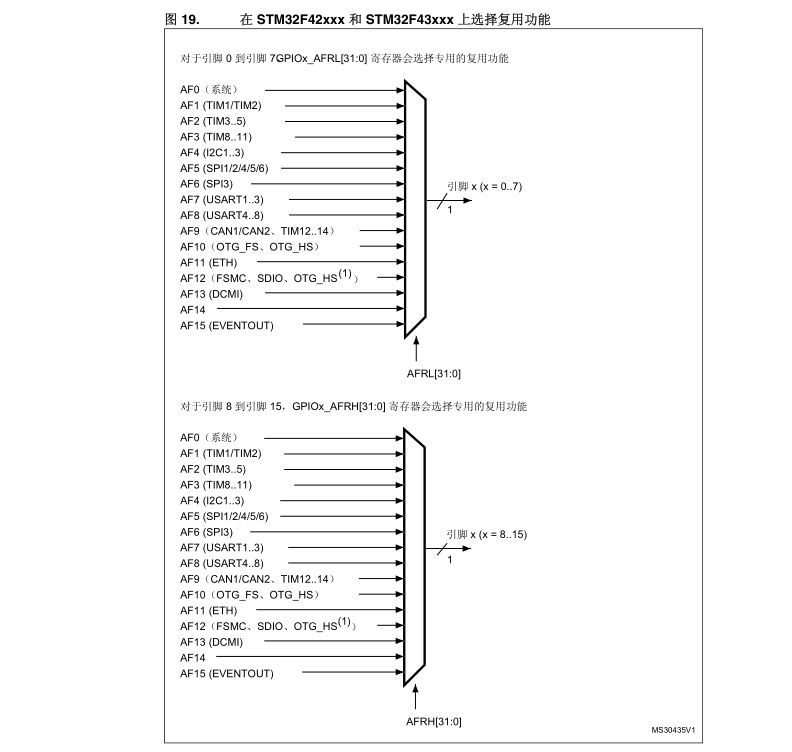 图 19. 在 STM32F42xxx 和 STM32F43xxx 上选择复用功能
对于引脚 0 到引脚 7GPIOx_AFRL[31:0] 寄存器会选择专用的复用功能
AF0（系统）
AF1 (TIM1/TIM2)
AF2 (TIM3..5)
AF3 (TIM8..11)
AF4 (I2C1..3)
AF5 (SPI1/2/4/5/6)
AF6 (SPI3)
AF7 (USART1..3)
AF8 (USART4..8)
AF9（CAN1/CAN2、TIM12..14）
AF10（OTG_FS、OTG_HS）
AF11 (ETH)
AF12（FSMC、SDIO、OTG_HS(1)）
AF13 (DCMI)
AF14
AF15 (EVENTOUT)
引脚 x (x = 0..7)
1
AFRL[31:0]
对于引脚 8 到引脚 15，GPIOx_AFRH[31:0] 寄存器会选择专用的复用功能
AF0（系统）
AF1 (TIM1/TIM2)
AF2 (TIM3..5)
AF3 (TIM8..11)
AF4 (I2C1..3)
AF5 (SPI1/2/4/5/6)
AF6 (SPI3)
AF7 (USART1..3)
AF8 (USART4..8)
AF9（CAN1/CAN2、TIM12..14）
AF10（OTG_FS、OTG_HS）
AF11 (ETH)
AF12（FSMC、SDIO、OTG_HS(1)）
AF13 (DCMI)
AF14
AF15 (EVENTOUT)
引脚 x (x = 8..15)
1
AFRH[31:0]
MS30435V1